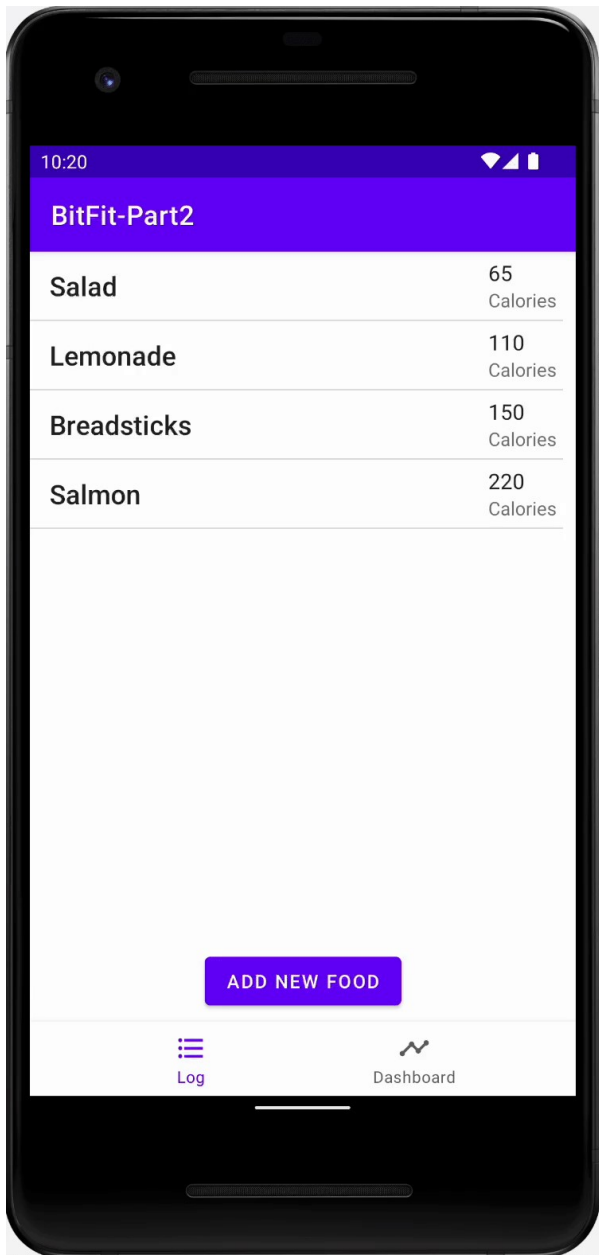 10:20
BitFit-Part2
Salad
65
Calories
Lemonade
110
Calories
Breadsticks
150
Calories
Salmon
220
Calories
ADD NEW FOOD
Log
Dashboard